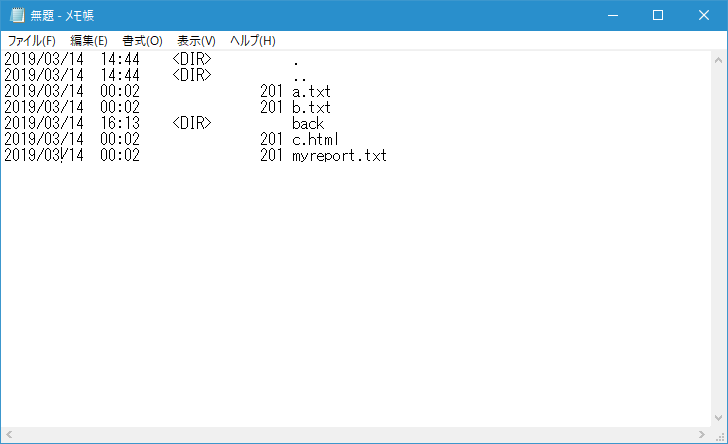 無題 - メモ帳
ファイル(F) 編集(E) 書式(O) 表示(V) ヘルプ(H)
2019/03/14  14:44    <DIR>          .
2019/03/14  14:44    <DIR>          ..
2019/03/14  00:02               201 a.txt
2019/03/14  00:02               201 b.txt
2019/03/14  16:13    <DIR>          back
2019/03/14  00:02               201 c.html
2019/03/14  00:02               201 myreport.txt